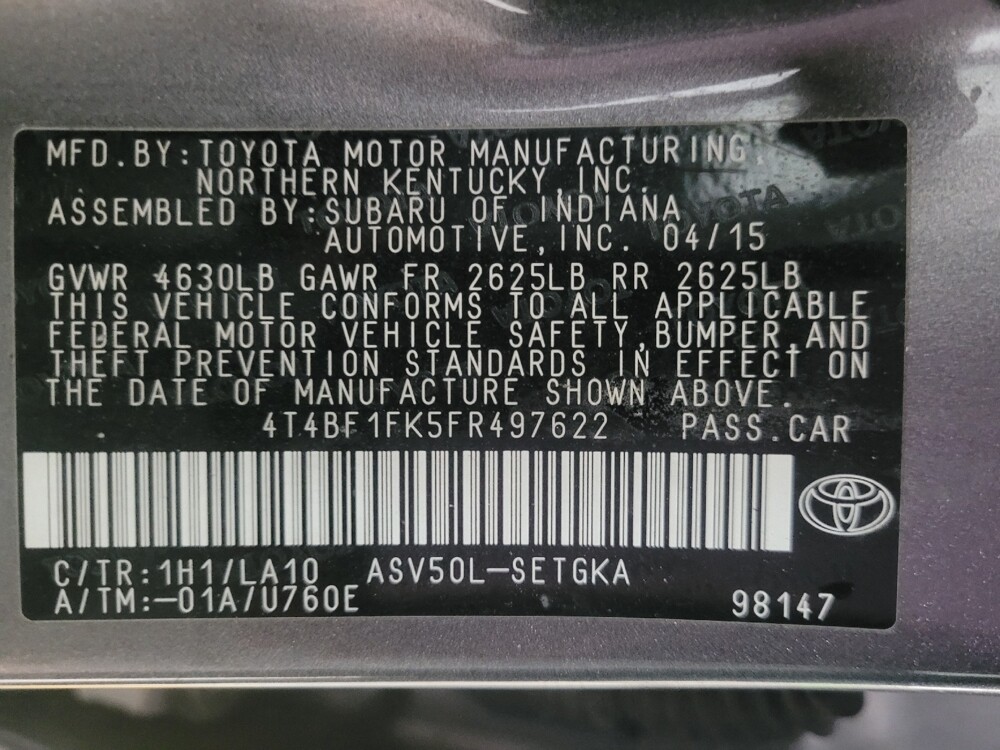 MFD.BY:TOYOTA MOTOR MANUFACTURING
NORTHERN KENTUCKY,INC.
ASSEMBLED BY:SUBARU OF INDIANA
AUTOMOTIVE,INC. 04/15
GVWR 4630LB GAWR FR 2625LB RR 2625LB
THIS VEHICLE CONFORMS TO ALL APPLICABLE
FEDERAL MOTOR VEHICLE SAFETY,BUMPER,AND
THEFT PREVENTION STANDARDS IN EFFECT ON
THE DATE OF MANUFACTURE SHOWN ABOVE.
4T4BF1FK5FR497622 PASS.CAR
C/TR:1H1/LA10 ASV50L-SETGKA
A/TM:-01A/U760E 98147